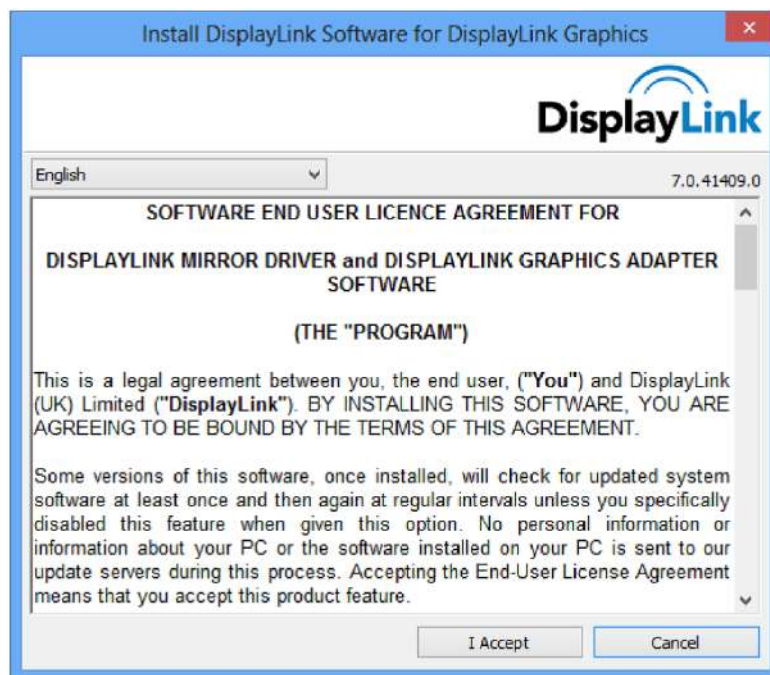 Install DisplayLink Software for DisplayLink Graphics
DisplayLink
English
7.0.41409.0
SOFTWARE END USER LICENCE AGREEMENT FOR
DISPLAYLINK MIRROR DRIVER and DISPLAYLINK GRAPHICS ADAPTER
SOFTWARE
(THE "PROGRAM")
This is a legal agreement between you, the end user, ("You") and DisplayLink
(UK) Limited ("DisplayLink"). BY INSTALLING THIS SOFTWARE, YOU ARE
AGREEING TO BE BOUND BY THE TERMS OF THIS AGREEMENT.
Some versions of this software, once installed, will check for updated system
software at least once and then again at regular intervals unless you specifically
disabled this feature when given this option. No personal information or
information about your PC or the software installed on your PC is sent to our
update servers during this process. Accepting the End-User License Agreement
means that you accept this product feature.
I Accept
Cancel